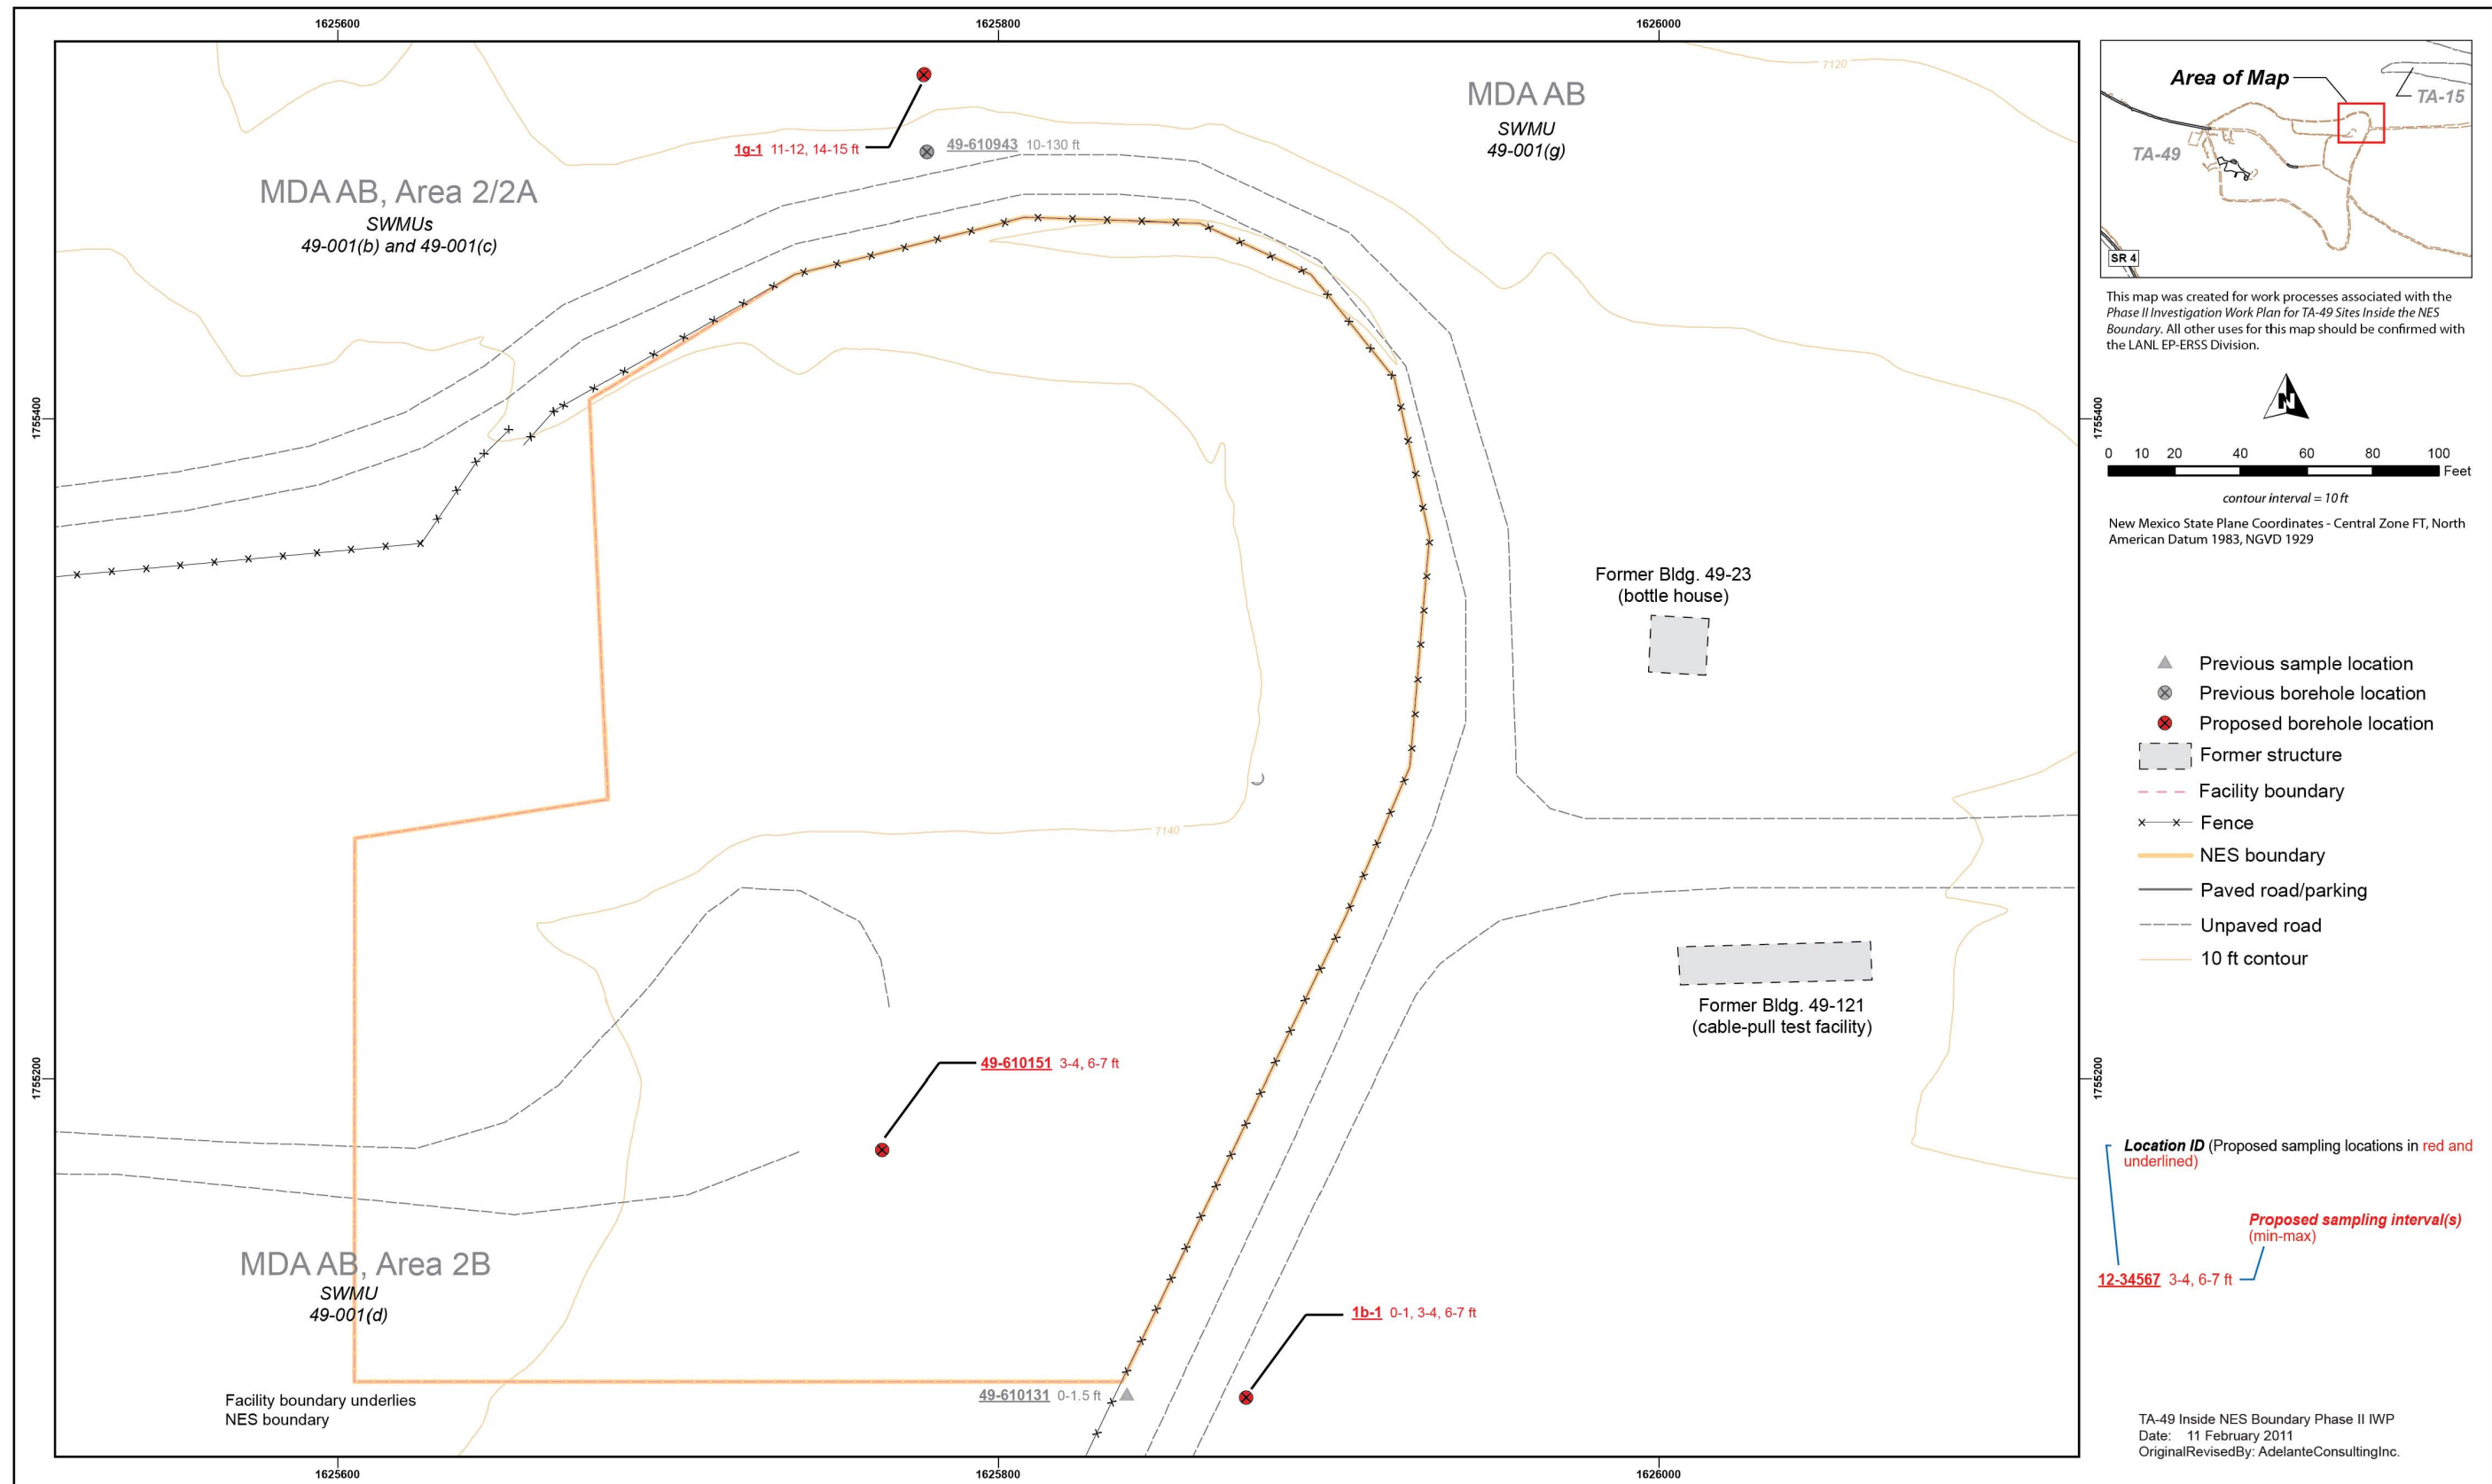 1625600
1625800
1626000
7120
MDA AB
SWMU
49-001(g)
1g-1 11-12, 14-15 ft
49-610943 10-130 ft
MDA AB, Area 2/2A
SWMUs
49-001(b) and 49-001(c)
1755400
1755400
Former Bldg. 49-23
(bottle house)
7140
Former Bldg. 49-121
(cable-pull test facility)
49-610151 3-4, 6-7 ft
1755200
1755200
MDA AB, Area 2B
SWMU
49-001(d)
1b-1 0-1, 3-4, 6-7 ft
49-610131 0-1.5 ft
Facility boundary underlies
NES boundary
1625600
1625800
1626000
Area of Map
TA-15
TA-49
SR 4
This map was created for work processes associated with the
Phase II Investigation Work Plan for TA-49 Sites Inside the NES
Boundary. All other uses for this map should be confirmed with
the LANL EP-ERSS Division.
N
0 10 20 40 60 80 100
Feet
contour interval = 10 ft
New Mexico State Plane Coordinates - Central Zone FT, North
American Datum 1983, NGVD 1929
Previous sample location
Previous borehole location
Proposed borehole location
Former structure
Facility boundary
Fence
NES boundary
Paved road/parking
Unpaved road
10 ft contour
Location ID (Proposed sampling locations in red and
underlined)
Proposed sampling interval(s)
(min-max)
12-34567 3-4, 6-7 ft
TA-49 Inside NES Boundary Phase II IWP
Date: 11 February 2011
OriginalRevisedBy: AdelanteConsultingInc.